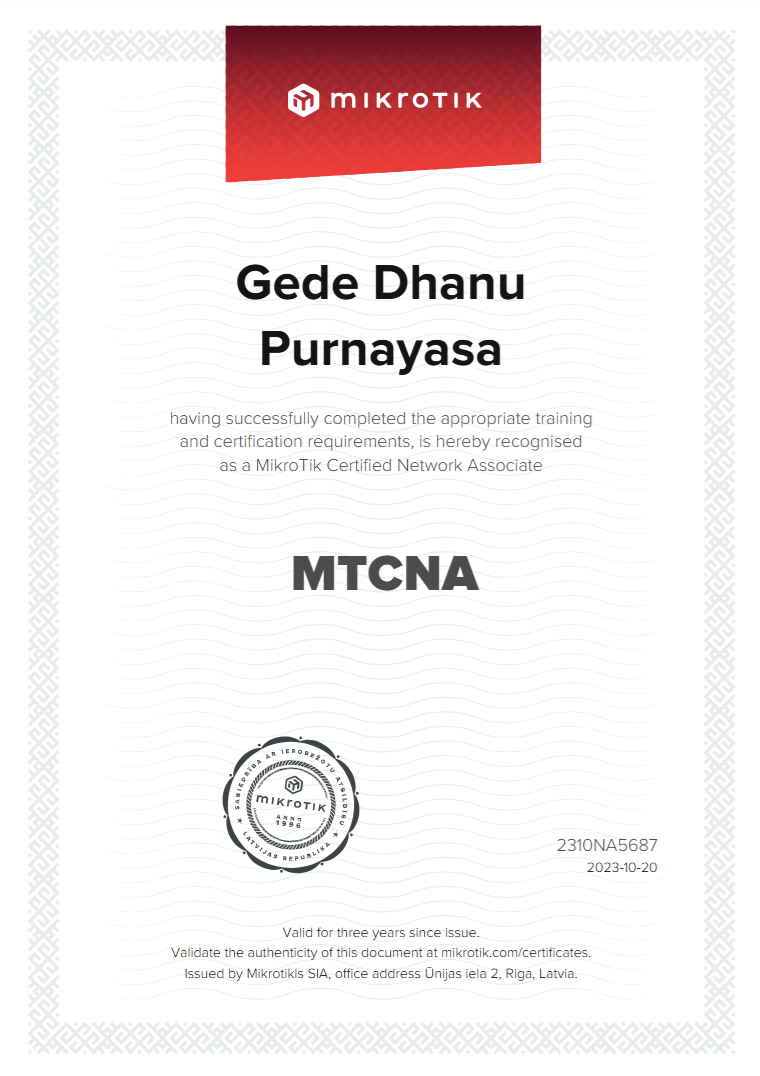 mikrotik
Gede Dhanu
Purnayasa
having successfully completed the appropriate training
and certification requirements, is hereby recognised
as a MikroTik Certified Network Associate
MTCNA
SABIEDRĪBA AR IEROBEŽOTU ATBILDĪBU
mikrotik
ANNO
1996
★ LATVIJAS REPUBLIKA ★
2310NA5687
2023-10-20
Valid for three years since issue.
Validate the authenticity of this document at mikrotik.com/certificates.
Issued by Mikrotikls SIA, office address Ūnijas iela 2, Riga, Latvia.